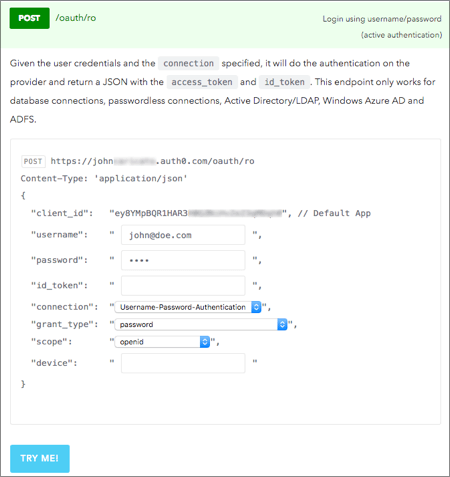 POST /oauth/ro Login using username/password
(active authentication)
Given the user credentials and the connection specified, it will do the authentication on
the provider and return a JSON with the access_token and id_token. This endpoint only works for
database connections, passwordless connections, Active Directory/LDAP, Windows Azure AD and
ADFS.
POST https://john .auth0.com/oauth/ro
Content-Type: 'application/json'
{
"client_id": "ey8YMpBQR1HAR3 ", // Default App
"username": " john@doe.com ",
"password": " •••• ",
"id_token": " ",
"connection": "Username-Password-Authentication ",
"grant_type": "password ",
"scope": "openid ",
"device": " "
}
TRY ME!